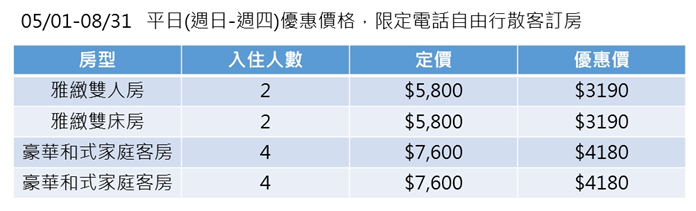 05/01-08/31 平日(週日-週四)優惠價格，限定電話自由行散客訂房
房型 入住人數 定價 優惠價
雅緻雙人房 2 $5,800 $3190
雅緻雙床房 2 $5,800 $3190
豪華和式家庭客房 4 $7,600 $4180
豪華和式家庭客房 4 $7,600 $4180